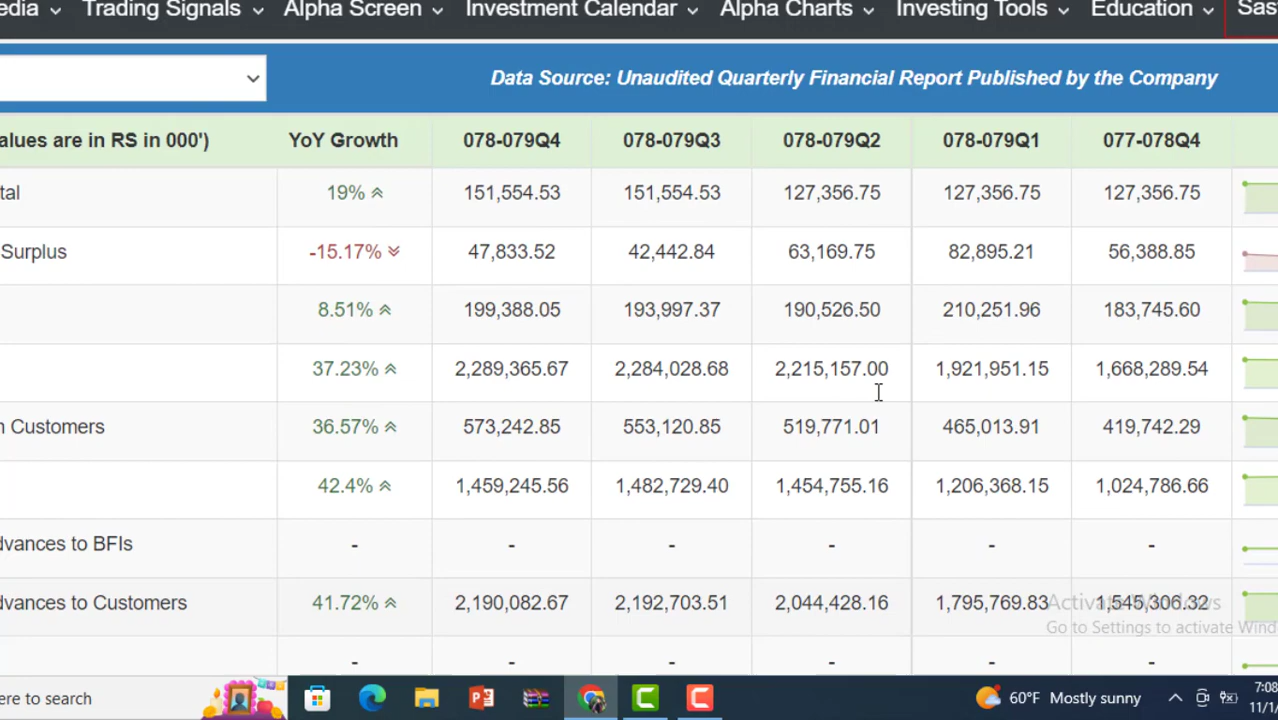 edia Trading Signals Alpha Screen Investment Calendar Alpha Charts Investing Tools Education Sas
Data Source: Unaudited Quarterly Financial Report Published by the Company
alues are in RS in 000') YoY Growth 078-079Q4 078-079Q3 078-079Q2 078-079Q1 077-078Q4
tal 19% 151,554.53 151,554.53 127,356.75 127,356.75 127,356.75
Surplus -15.17% 47,833.52 42,442.84 63,169.75 82,895.21 56,388.85
8.51% 199,388.05 193,997.37 190,526.50 210,251.96 183,745.60
37.23% 2,289,365.67 2,284,028.68 2,215,157.00 1,921,951.15 1,668,289.54
n Customers 36.57% 573,242.85 553,120.85 519,771.01 465,013.91 419,742.29
42.4% 1,459,245.56 1,482,729.40 1,454,755.16 1,206,368.15 1,024,786.66
dvances to BFIs - - - - - -
dvances to Customers 41.72% 2,190,082.67 2,192,703.51 2,044,428.16 1,795,769.83 1,545,306.32
Activate Windows
Go to Settings to activate Wind
- - - - - -
ere to search 60°F Mostly sunny 7:08
11/1/